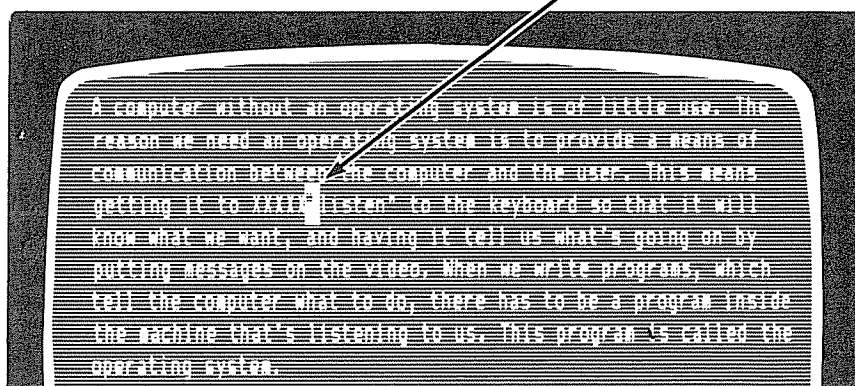 A computer without an operating system is of little use. The
reason we need an operating system is to provide a means of
communication between the computer and the user. This means
getting it to XXXXX"listen" to the keyboard so that it will
know what we want, and having it tell us what's going on by
putting messages on the video. When we write programs, which
tell the computer what to do, there has to be a program inside
the machine that's listening to us. This program is called the
operating system.